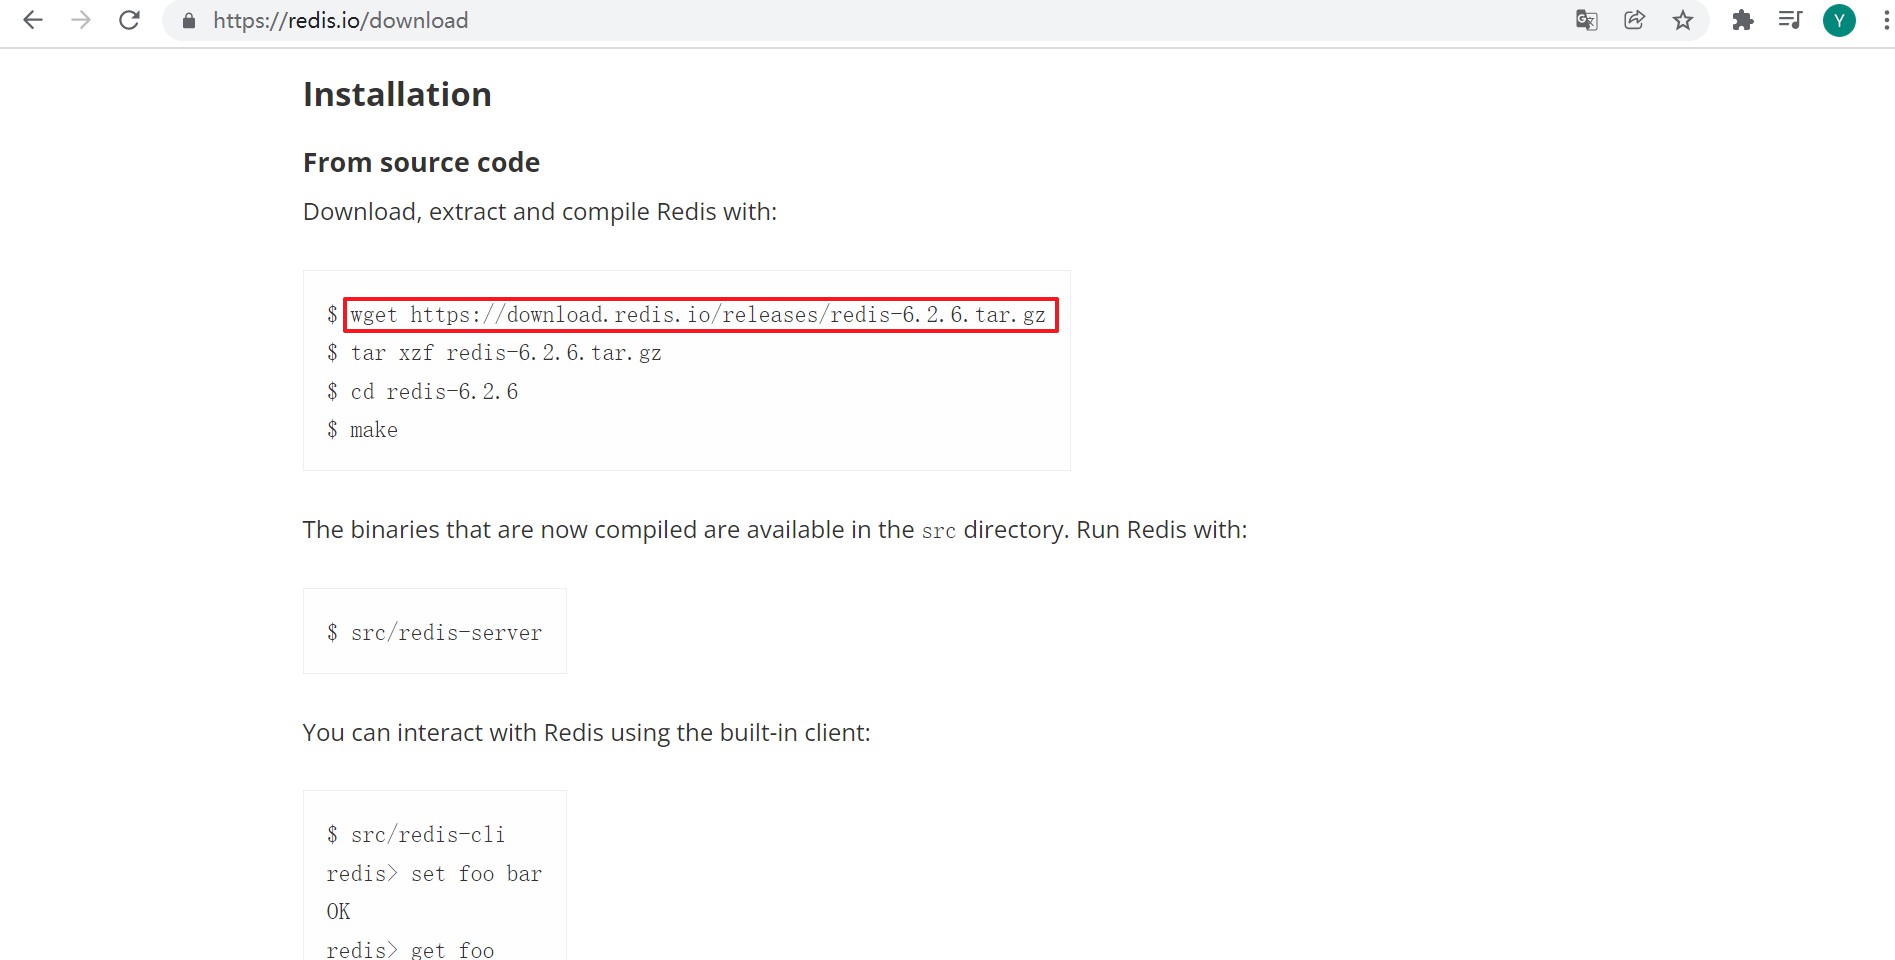 https://redis.io/download
Y
Installation
From source code
Download, extract and compile Redis with:
$ wget https://download.redis.io/releases/redis-6.2.6.tar.gz
$ tar xzf redis-6.2.6.tar.gz
$ cd redis-6.2.6
$ make
The binaries that are now compiled are available in the src directory. Run Redis with:
$ src/redis-server
You can interact with Redis using the built-in client:
$ src/redis-cli
redis> set foo bar
OK
redis> get foo